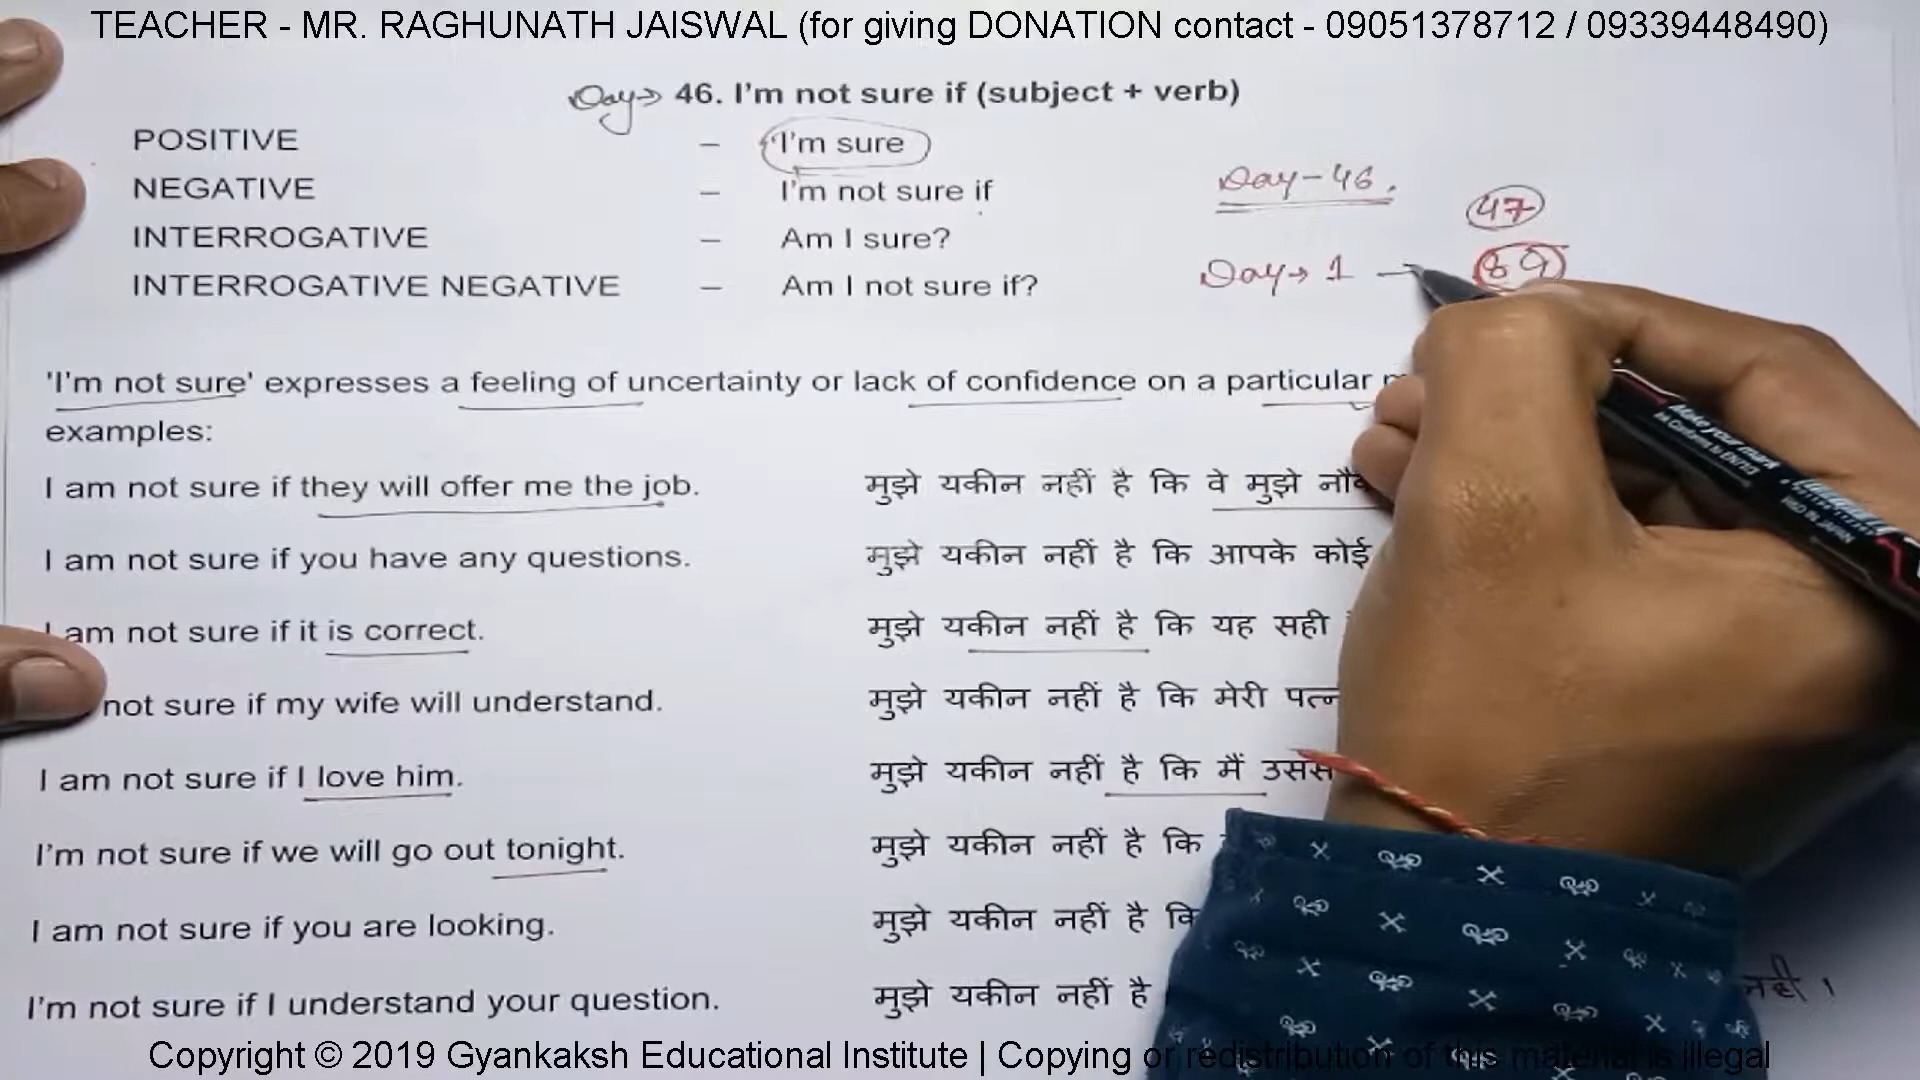 TEACHER - MR. RAGHUNATH JAISWAL (for giving DONATION contact - 09051378712 / 09339448490)
Day→ 46. I'm not sure if (subject + verb)
POSITIVE – I'm sure
NEGATIVE – I'm not sure if
INTERROGATIVE – Am I sure?
INTERROGATIVE NEGATIVE – Am I not sure if?
Day-46.
47
Day→ 1 –
'I'm not sure' expresses a feeling of uncertainty or lack of confidence on a particular
examples:
I am not sure if they will offer me the job. मुझे यकीन नहीं है कि वे मुझे
I am not sure if you have any questions. मुझे यकीन नहीं है कि आपके कोई
am not sure if it is correct. मुझे यकीन नहीं है कि यह सही
not sure if my wife will understand. मुझे यकीन नहीं है कि मेरी
I am not sure if I love him. मुझे यकीन नहीं है कि मैं उससे
I'm not sure if we will go out tonight. मुझे यकीन नहीं है कि
I am not sure if you are looking. मुझे यकीन नहीं है कि
I'm not sure if I understand your question. मुझे यकीन नहीं है
नही ।
Make your mark
Copyright © 2019 Gyankaksh Educational Institute | Copying or redistribution of this material is illegal